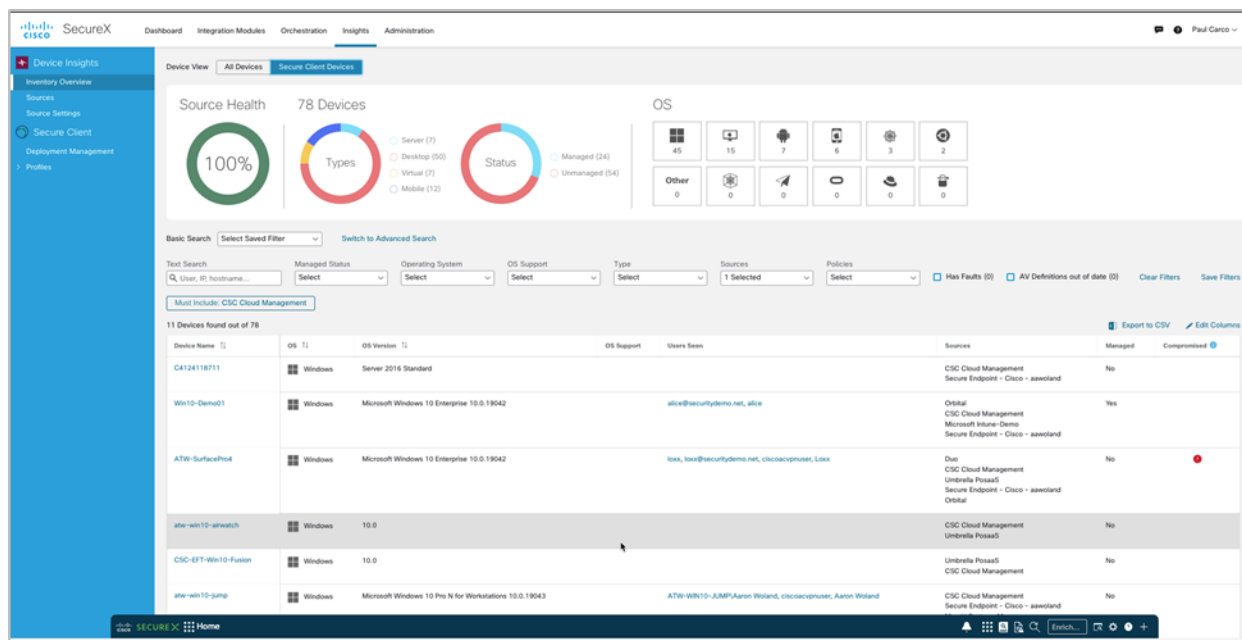 CISCO SecureX Dashboard Integration Modules Orchestration Insights Administration Paul Carco
Device Insights
Inventory Overview
Sources
Source Settings
Secure Client
Deployment Management
Profiles
Device View All Devices Secure Client Devices
Source Health
100%
78 Devices
Types
Server (7)
Desktop (50)
Virtual (7)
Mobile (12)
Status
Managed (24)
Unmanaged (54)
OS
45 15 7 6 3 2
Other
0 0 0 0 0 0
Basic Search Select Saved Filter Switch to Advanced Search
Text Search Managed Status Operating System OS Support Type Sources Policies
User, IP, hostname... Select Select Select Select 1 Selected Select Has Faults (0) AV Definitions out of date (0) Clear Filters Save Filters
Must Include: CSC Cloud Management
11 Devices found out of 78 Export to CSV Edit Columns
Device Name OS OS Version OS Support Users Seen Sources Managed Compromised
C4124118711 Windows Server 2016 Standard CSC Cloud Management No
Secure Endpoint - Cisco - aawoland
Win10-Demo01 Windows Microsoft Windows 10 Enterprise 10.0.19042 alice@securitydemo.net, alice Orbital Yes
CSC Cloud Management
Microsoft Intune-Demo
Secure Endpoint - Cisco - aawoland
ATW-SurfacePro4 Windows Microsoft Windows 10 Enterprise 10.0.19042 loxx, loxx@securitydemo.net, ciscoacvpnuser, Loxx Duo No
CSC Cloud Management
Umbrella PosaaS
Secure Endpoint - Cisco - aawoland
Orbital
atw-win10-airwatch Windows 10.0 CSC Cloud Management No
Umbrella PosaaS
CSC-EFT-Win10-Fusion Windows 10.0 Umbrella PosaaS No
CSC Cloud Management
atw-win10-jump Windows Microsoft Windows 10 Pro N for Workstations 10.0.19043 ATW-WIN10-JUMP\Aaron Woland, ciscoacvpnuser, Aaron Woland CSC Cloud Management No
Secure Endpoint - Cisco - aawoland
CISCO SECUREX Home Enrich...